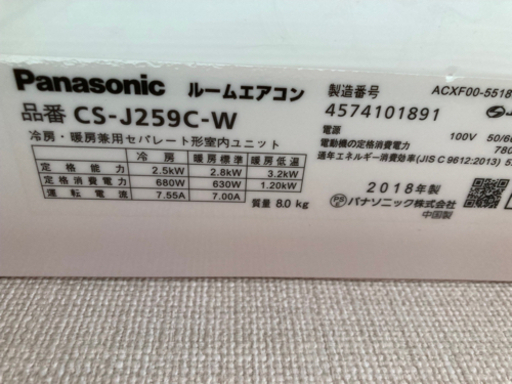 Panasonic ルームエアコン
品番 CS-J259C-W
冷房・暖房兼用セパレート形室内ユニット
冷 房 暖房標準 暖房低温
定 格 能 力 2.5kW 2.8kW 3.2kW
定格消費電力 680W 630W 1.20kW
運 転 電 流 7.55A 7.00A
質量 8.0 kg
製造番号 ACXF00-5518
4574101891
電源 100V 50/6
電動機の定格消費電力 780
通年エネルギー消費効率(JIS C 9612:2013) 5
2018年製
パナソニック株式会社
中国製